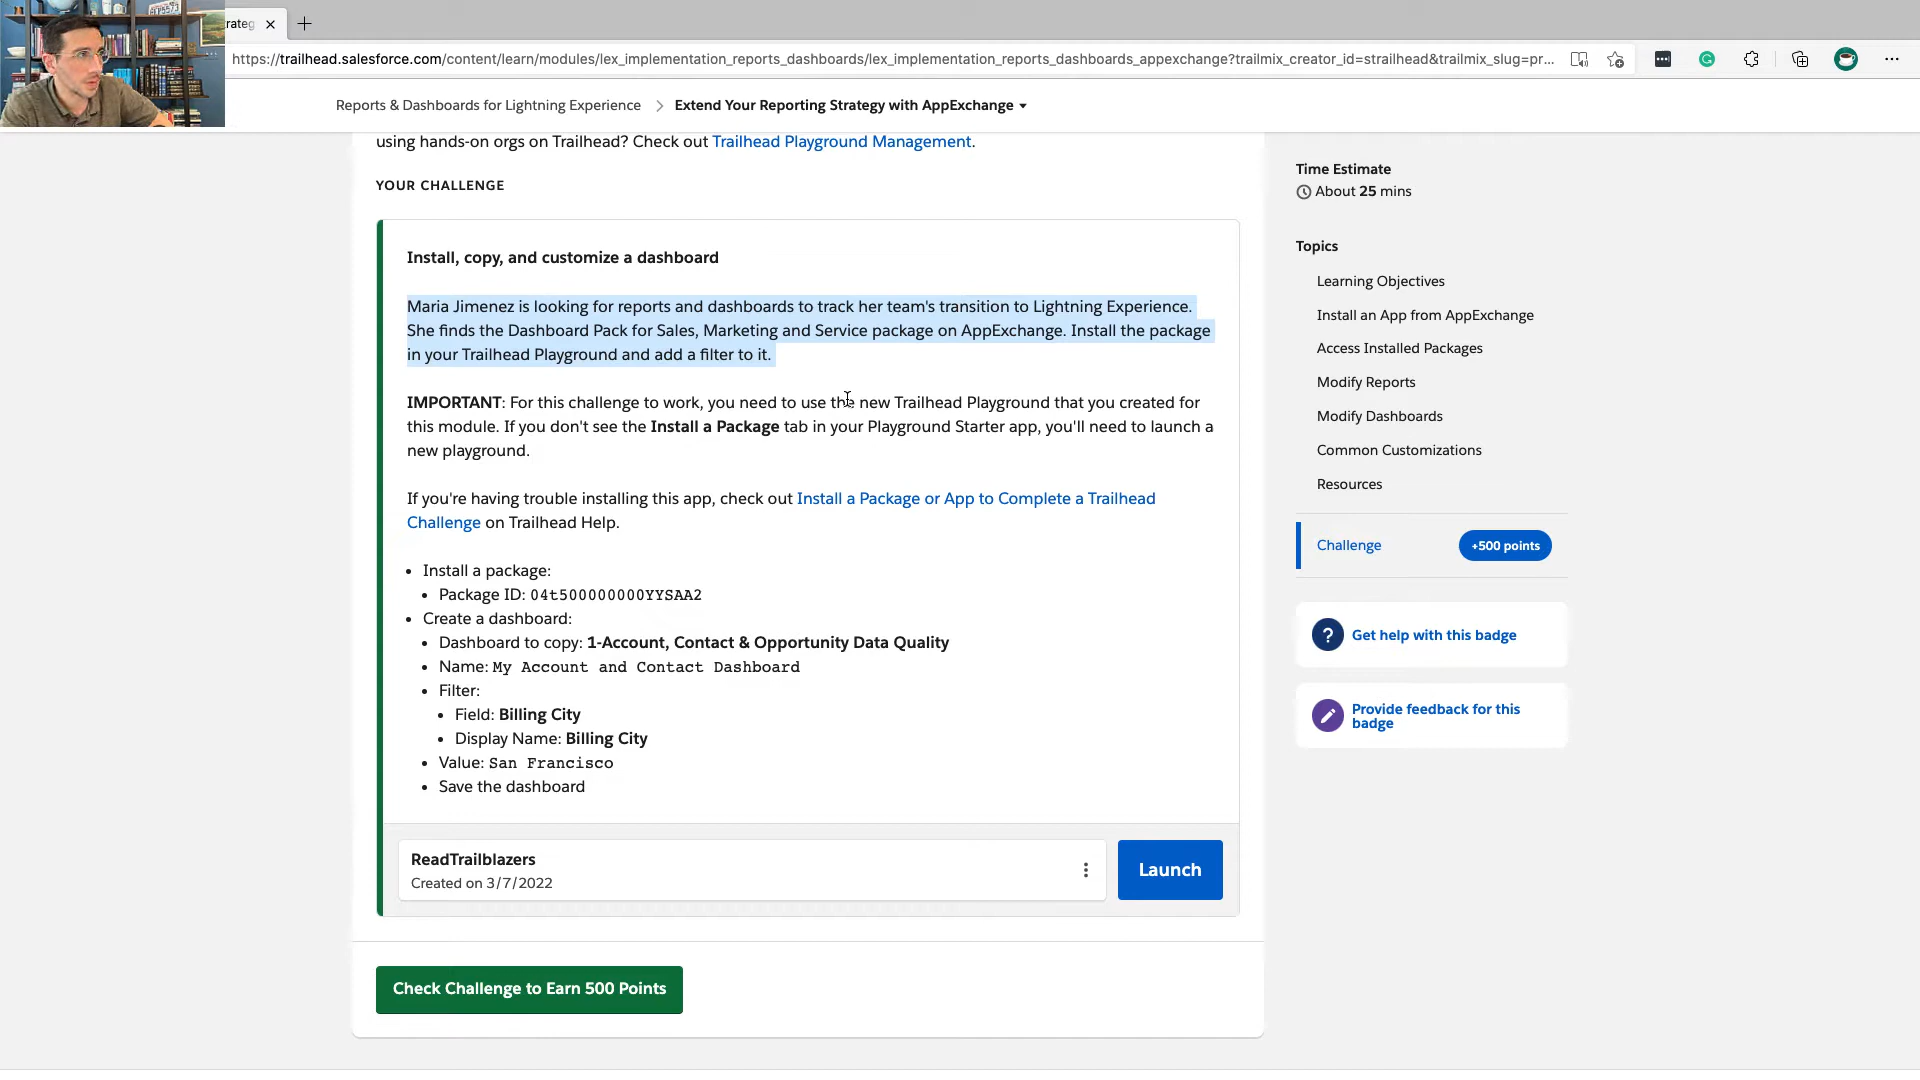 rateg
https://trailhead.salesforce.com/content/learn/modules/lex_implementation_reports_dashboards/lex_implementation_reports_dashboards_appexchange?trailmix_creator_id=strailhead&trailmix_slug=pr...
Reports & Dashboards for Lightning Experience
Extend Your Reporting Strategy with AppExchange
using hands-on orgs on Trailhead? Check out Trailhead Playground Management.
YOUR CHALLENGE
Install, copy, and customize a dashboard
Maria Jimenez is looking for reports and dashboards to track her team's transition to Lightning Experience.
She finds the Dashboard Pack for Sales, Marketing and Service package on AppExchange. Install the package
in your Trailhead Playground and add a filter to it.
IMPORTANT: For this challenge to work, you need to use the new Trailhead Playground that you created for
this module. If you don't see the Install a Package tab in your Playground Starter app, you'll need to launch a
new playground.
If you're having trouble installing this app, check out Install a Package or App to Complete a Trailhead
Challenge on Trailhead Help.
• Install a package:
• Package ID: 04t500000000YYSAA2
• Create a dashboard:
• Dashboard to copy: 1-Account, Contact & Opportunity Data Quality
• Name: My Account and Contact Dashboard
• Filter:
• Field: Billing City
• Display Name: Billing City
• Value: San Francisco
• Save the dashboard
ReadTrailblazers
Created on 3/7/2022
Launch
Check Challenge to Earn 500 Points
Time Estimate
About 25 mins
Topics
Learning Objectives
Install an App from AppExchange
Access Installed Packages
Modify Reports
Modify Dashboards
Common Customizations
Resources
Challenge
+500 points
? Get help with this badge
Provide feedback for this
badge